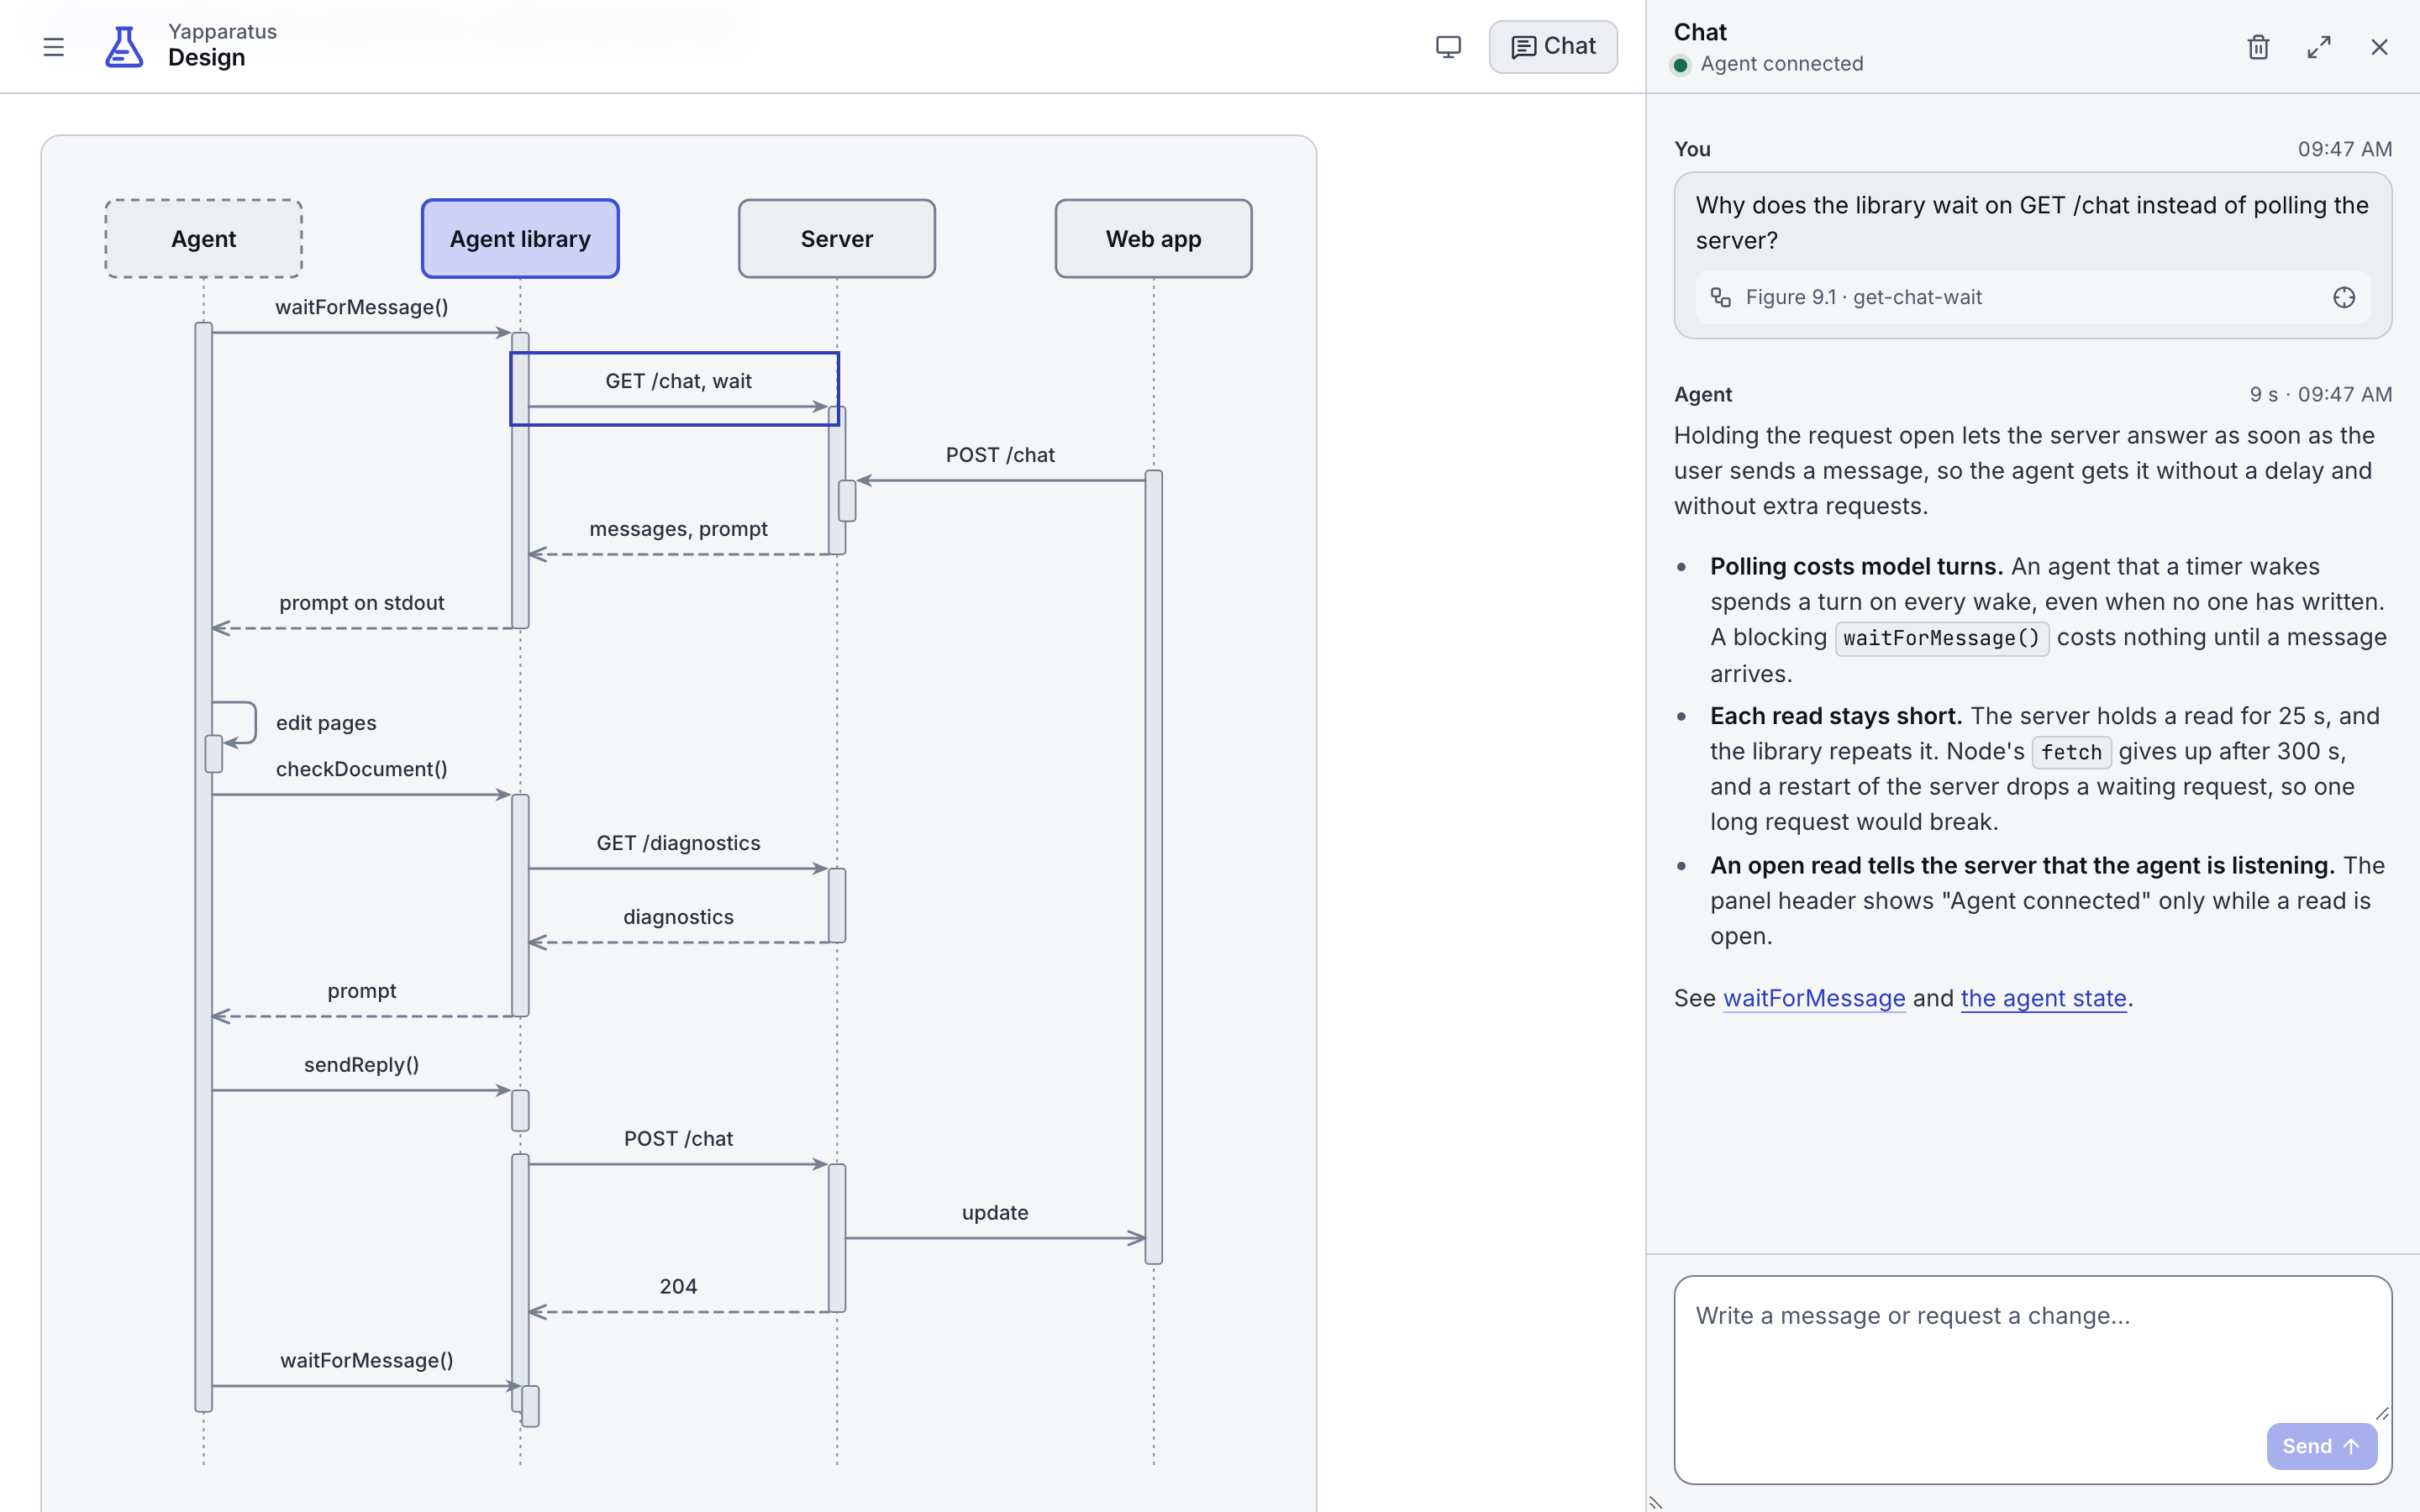 Yapparatus
Design
Chat
Agent
Agent library
Server
Web app
waitForMessage()
GET /chat, wait
POST /chat
messages, prompt
prompt on stdout
edit pages
checkDocument()
GET /diagnostics
diagnostics
prompt
sendReply()
POST /chat
update
204
waitForMessage()
Chat
Agent connected
You 09:47 AM
Why does the library wait on GET /chat instead of polling the
server?
Figure 9.1 · get-chat-wait
Agent 9 s · 09:47 AM
Holding the request open lets the server answer as soon as the
user sends a message, so the agent gets it without a delay and
without extra requests.
• Polling costs model turns. An agent that a timer wakes
spends a turn on every wake, even when no one has written.
A blocking waitForMessage() costs nothing until a message
arrives.
• Each read stays short. The server holds a read for 25 s, and
the library repeats it. Node's fetch gives up after 300 s,
and a restart of the server drops a waiting request, so one
long request would break.
• An open read tells the server that the agent is listening. The
panel header shows "Agent connected" only while a read is
open.
See waitForMessage and the agent state.
Write a message or request a change...
Send